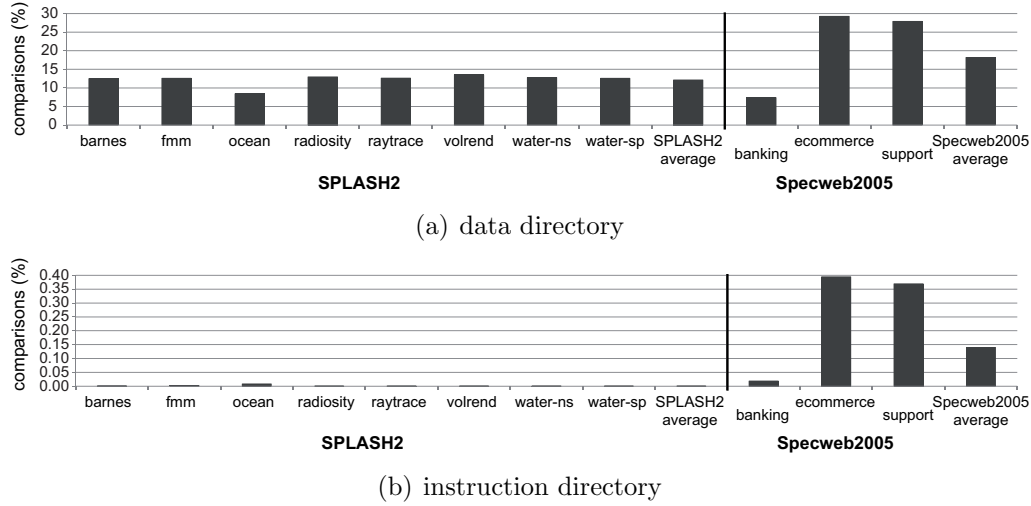 comparisons (%)
30
25
20
15
10
5
0
barnes fmm ocean radiosity raytrace volrend water-ns water-sp SPLASH2 average banking ecommerce support Specweb2005 average
SPLASH2 Specweb2005
(a) data directory
comparisons (%)
0.40
0.35
0.30
0.25
0.20
0.15
0.10
0.05
0.00
barnes fmm ocean radiosity raytrace volrend water-ns water-sp SPLASH2 average banking ecommerce support Specweb2005 average
SPLASH2 Specweb2005
(b) instruction directory